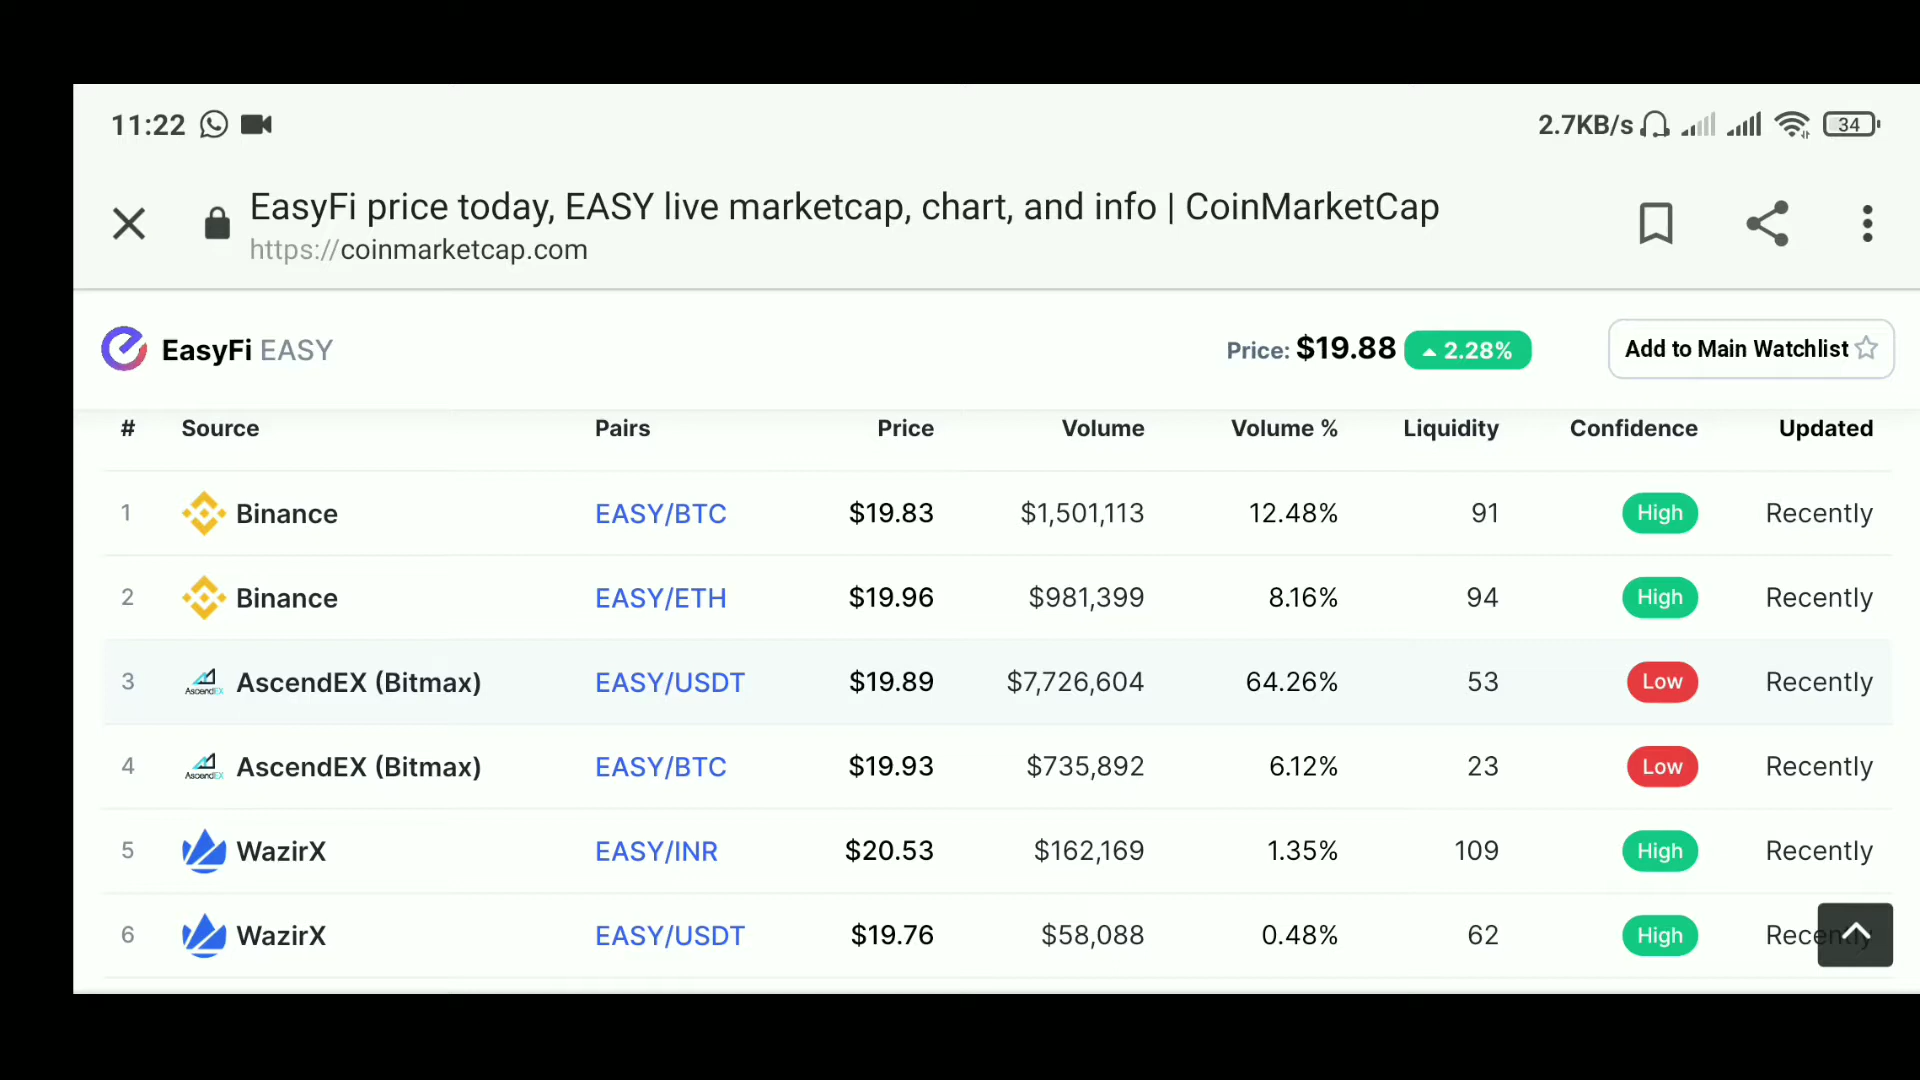 11:22 2.7KB/s 34
EasyFi price today, EASY live marketcap, chart, and info | CoinMarketCap
https://coinmarketcap.com
EasyFi EASY Price: $19.88 2.28% Add to Main Watchlist
# Source Pairs Price Volume Volume % Liquidity Confidence Updated
1 Binance EASY/BTC $19.83 $1,501,113 12.48% 91 High Recently
2 Binance EASY/ETH $19.96 $981,399 8.16% 94 High Recently
3 AscendEX AscendEX (Bitmax) EASY/USDT $19.89 $7,726,604 64.26% 53 Low Recently
4 AscendEX AscendEX (Bitmax) EASY/BTC $19.93 $735,892 6.12% 23 Low Recently
5 WazirX EASY/INR $20.53 $162,169 1.35% 109 High Recently
6 WazirX EASY/USDT $19.76 $58,088 0.48% 62 High Recently